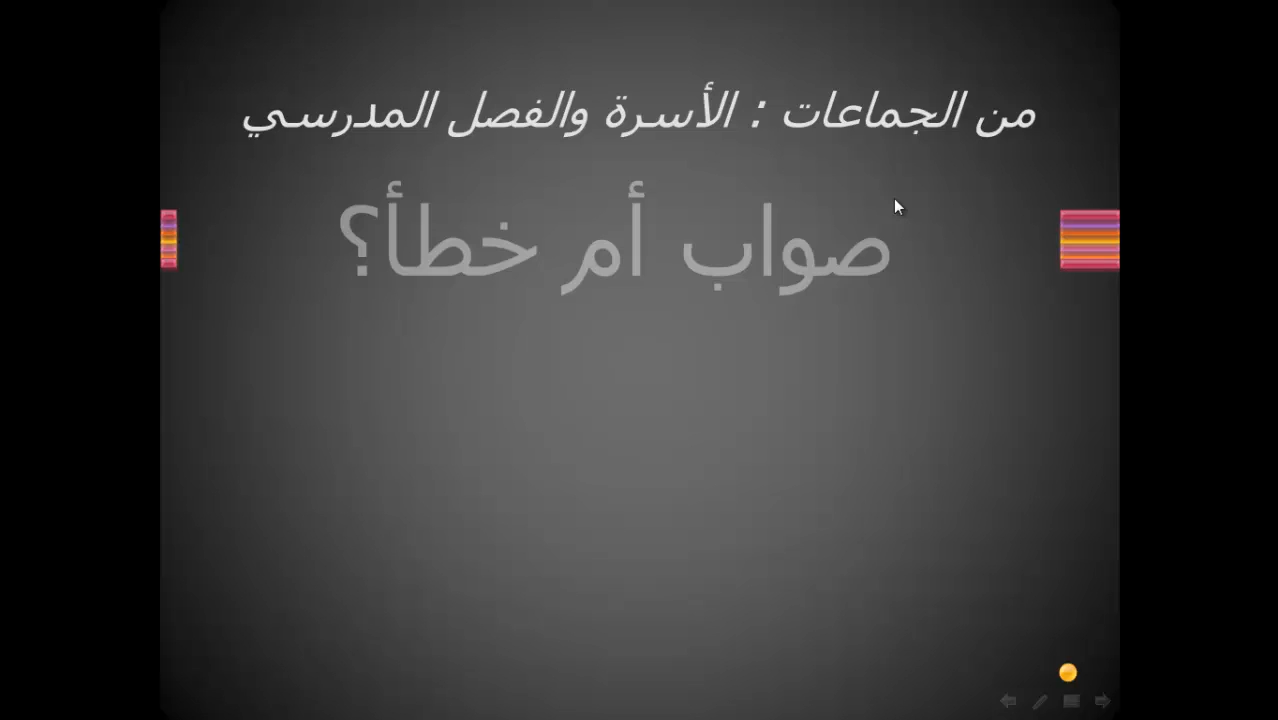 من الجماعات : الأسرة والفصل المدرسي
صواب أم خطأ؟